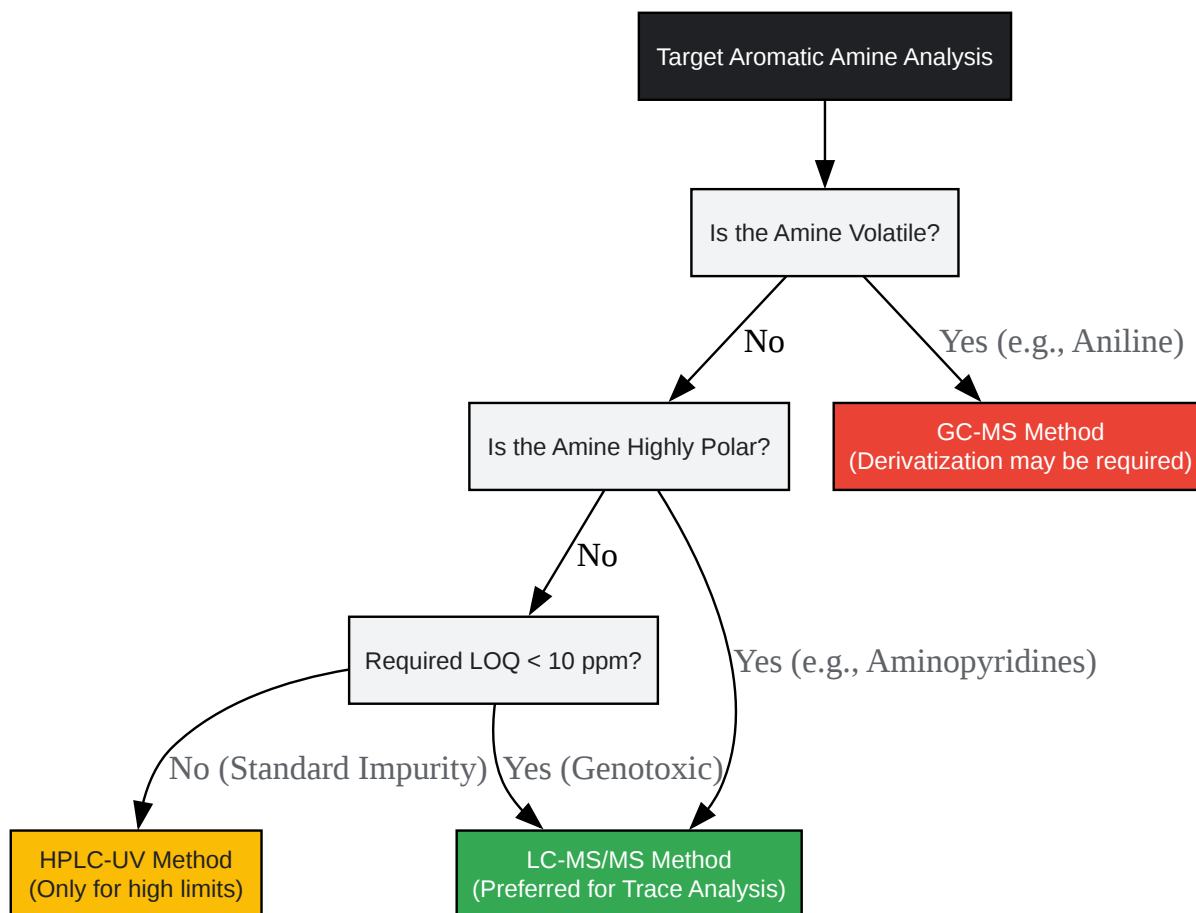 Target Aromatic Amine Analysis
Is the Amine Volatile?
No
Yes (e.g., Aniline)
Is the Amine Highly Polar?
GC-MS Method
(Derivatization may be required)
No
Required LOQ < 10 ppm?
Yes (e.g., Aminopyridines)
No (Standard Impurity)
Yes (Genotoxic)
HPLC-UV Method
(Only for high limits)
LC-MS/MS Method
(Preferred for Trace Analysis)